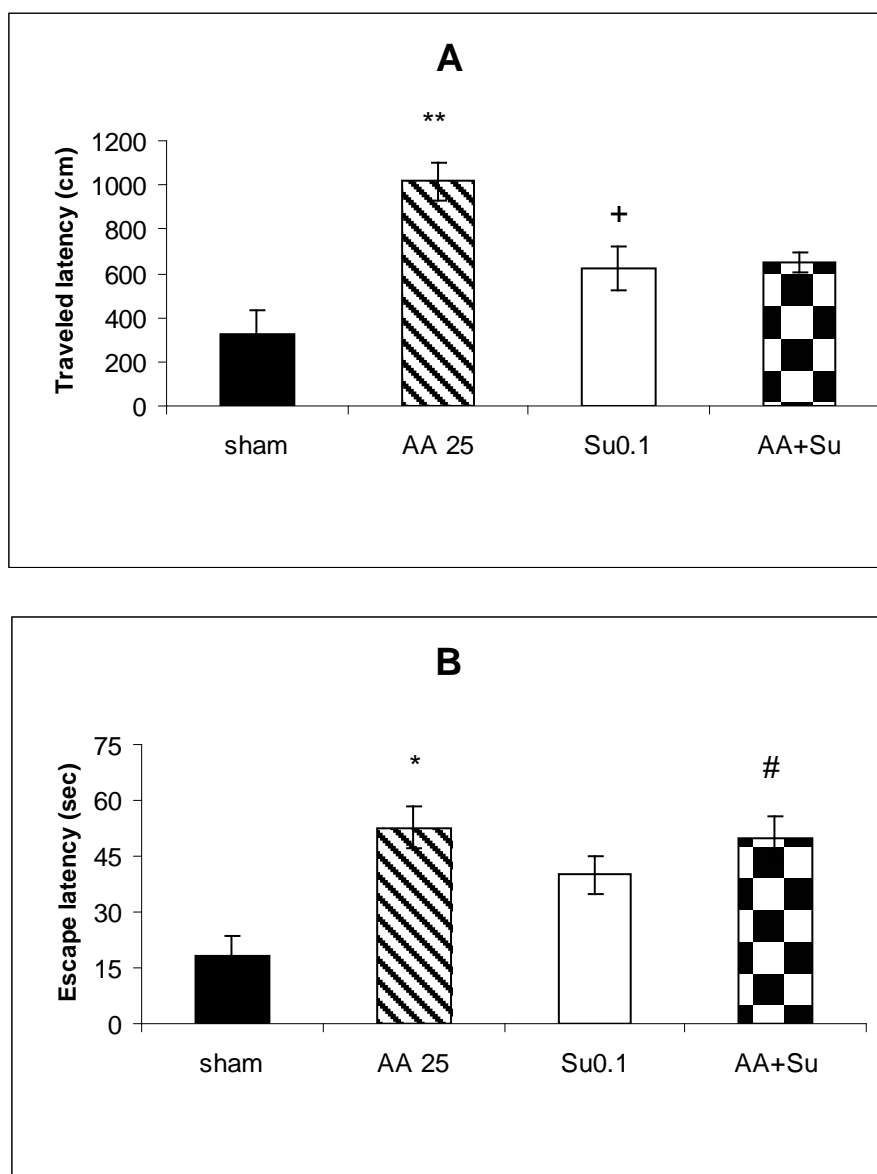 A
**
+
Traveled latency (cm)
1200
1000
800
600
400
200
0
sham AA 25 Su0.1 AA+Su
B
*
#
Escape latency (sec)
75
60
45
30
15
0
sham AA 25 Su0.1 AA+Su